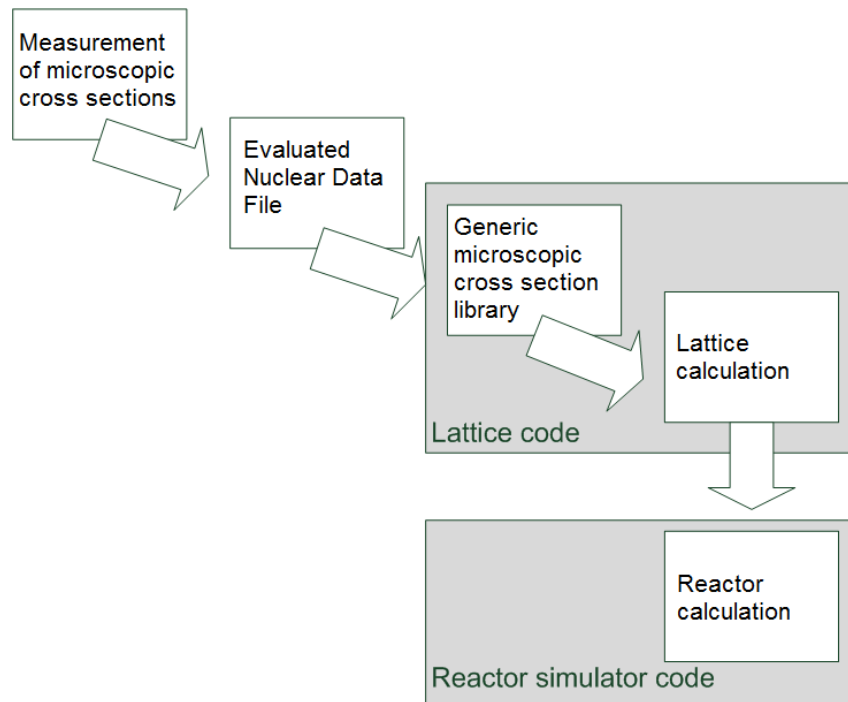 Measurement
of microscopic
cross sections
Evaluated
Nuclear Data
File
Generic
microscopic
cross section
library
Lattice
calculation
Lattice code
Reactor
calculation
Reactor simulator code